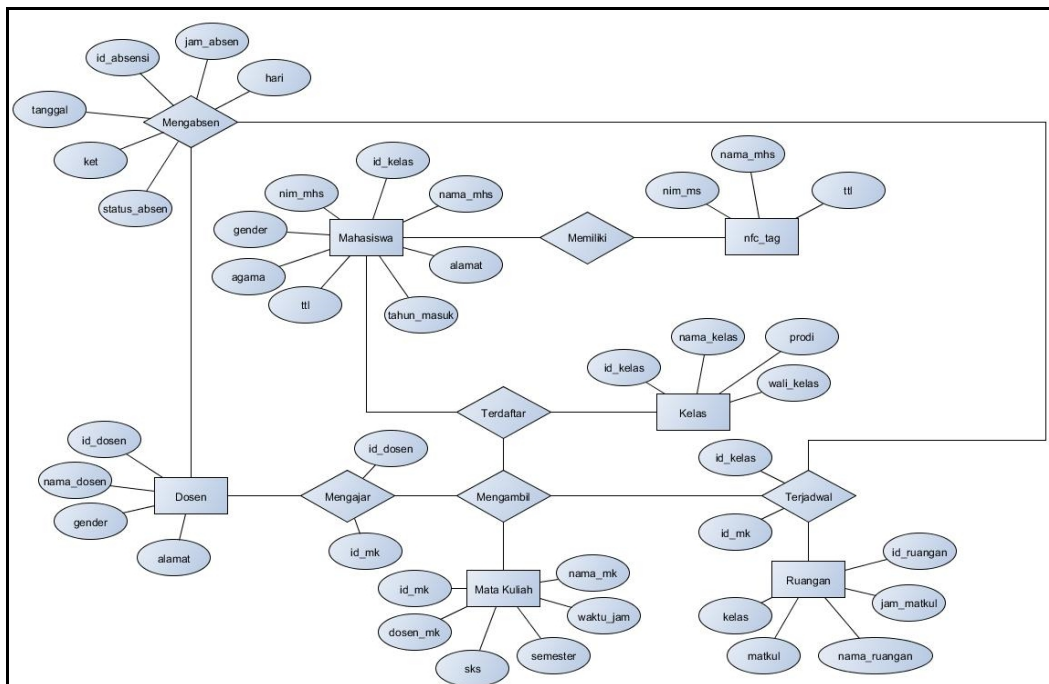 jam_absen
id_absensi
hari
tanggal
Mengabsen
ket
status_absen
id_kelas
nama_mhs
nim_mhs
nama_mhs
nim_ms
ttl
gender
Mahasiswa
Memiliki
nfc_tag
agama
alamat
ttl
tahun_masuk
nama_kelas
prodi
id_kelas
wali_kelas
Terdaftar
Kelas
id_dosen
id_dosen
id_kelas
nama_dosen
Dosen
Mengajar
Mengambil
Terjadwal
gender
id_mk
alamat
id_mk
id_ruangan
nama_mk
id_mk
Mata Kuliah
Ruangan
jam_matkul
waktu_jam
kelas
dosen_mk
semester
matkul
nama_ruangan
sks